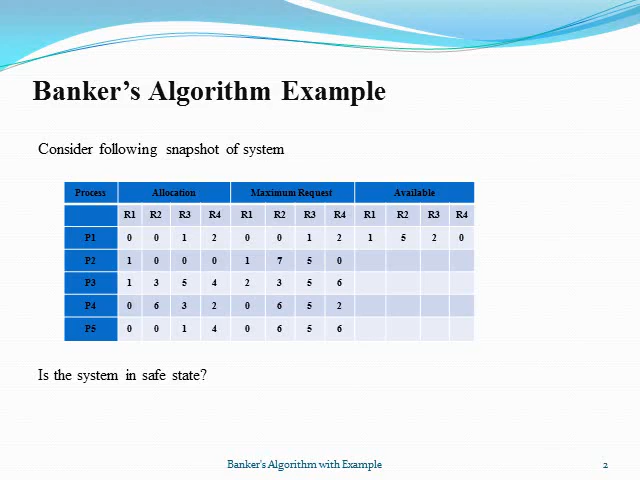 Banker's Algorithm Example
Consider following snapshot of system
Process Allocation Maximum Request Available
R1 R2 R3 R4 R1 R2 R3 R4 R1 R2 R3 R4
P1 0 0 1 2 0 0 1 2 1 5 2 0
P2 1 0 0 0 1 7 5 0
P3 1 3 5 4 2 3 5 6
P4 0 6 3 2 0 6 5 2
P5 0 0 1 4 0 6 5 6
Is the system in safe state?
Banker's Algorithm with Example 2